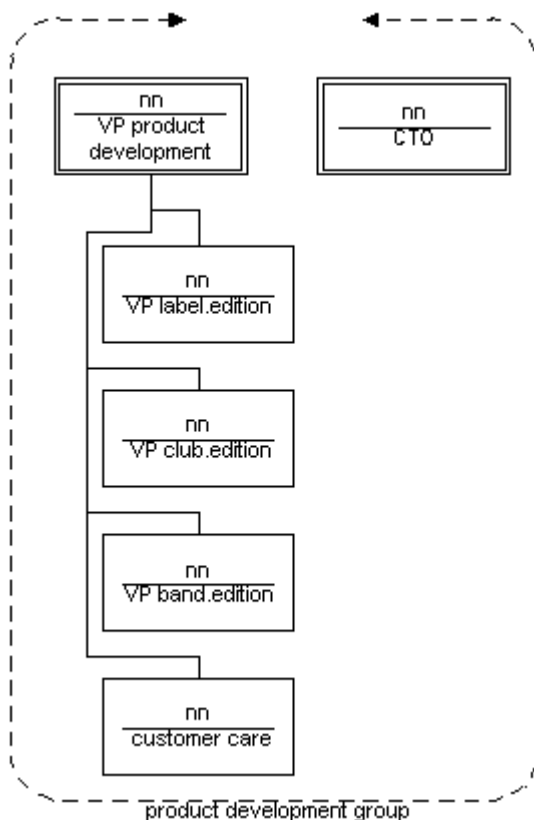 nn
VP product
development
nn
CTO
nn
VP label.edition
nn
VP club.edition
nn
VP band.edition
nn
customer care
product development group